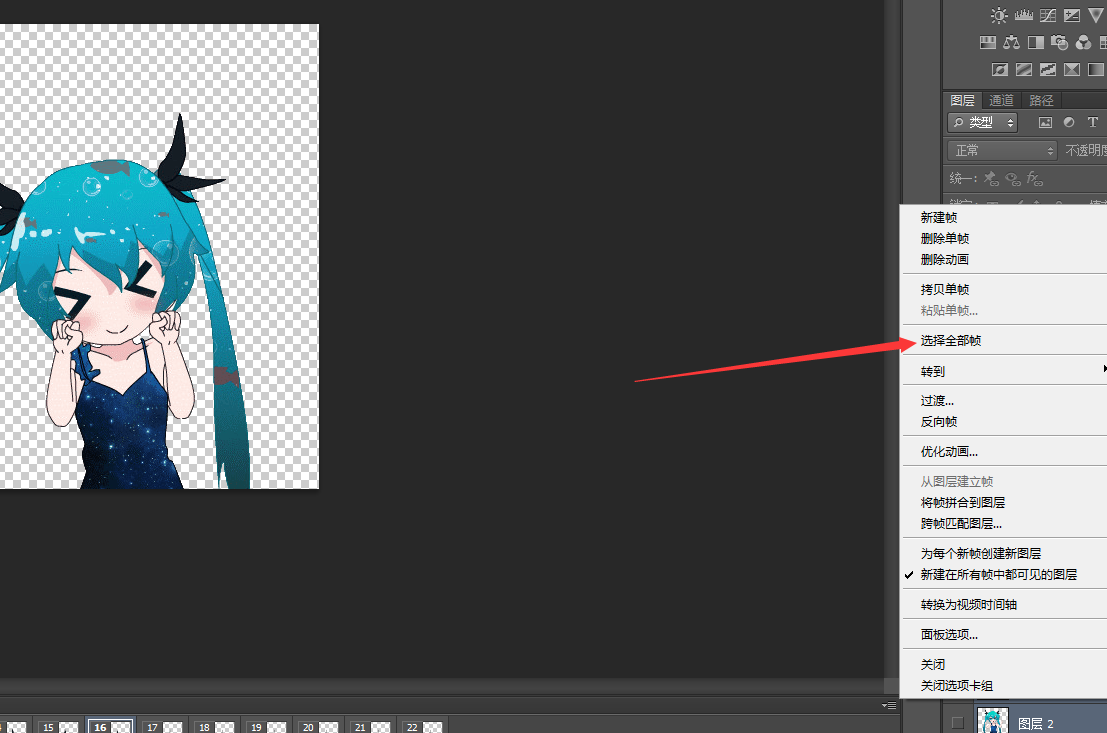 图层 通道 路径
类型 T
正常 不透明度
统一:
新建帧
删除单帧
删除动画
拷贝单帧
粘贴单帧...
选择全部帧
转到
过渡...
反向帧
优化动画...
从图层建立帧
将帧拼合到图层
跨帧匹配图层...
为每个新帧创建新图层
新建在所有帧中都可见的图层
转换为视频时间轴
面板选项...
关闭
关闭选项卡组
15 16 17 18 19 20 21 22
图层 2